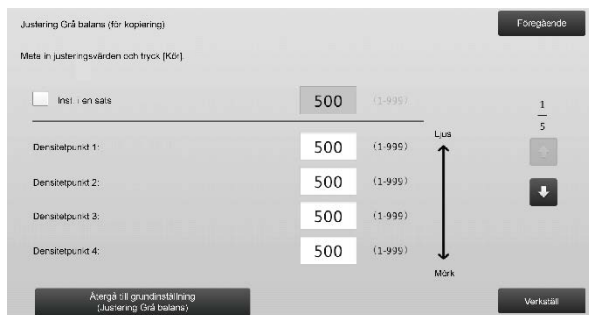 Justering Grå balans (för kopiering)
Föregående
Mata in justeringsvärden och tryck [Kör].
Inst. i en sats 500 (1-999)
1
5
Ljus
Densitetpunkt 1: 500 (1-999)
Densitetpunkt 2: 500 (1-999)
Densitetpunkt 3: 500 (1-999)
Densitetpunkt 4: 500 (1-999)
Mörk
Återgå till grundinställning
(Justering Grå balans)
Verkställ